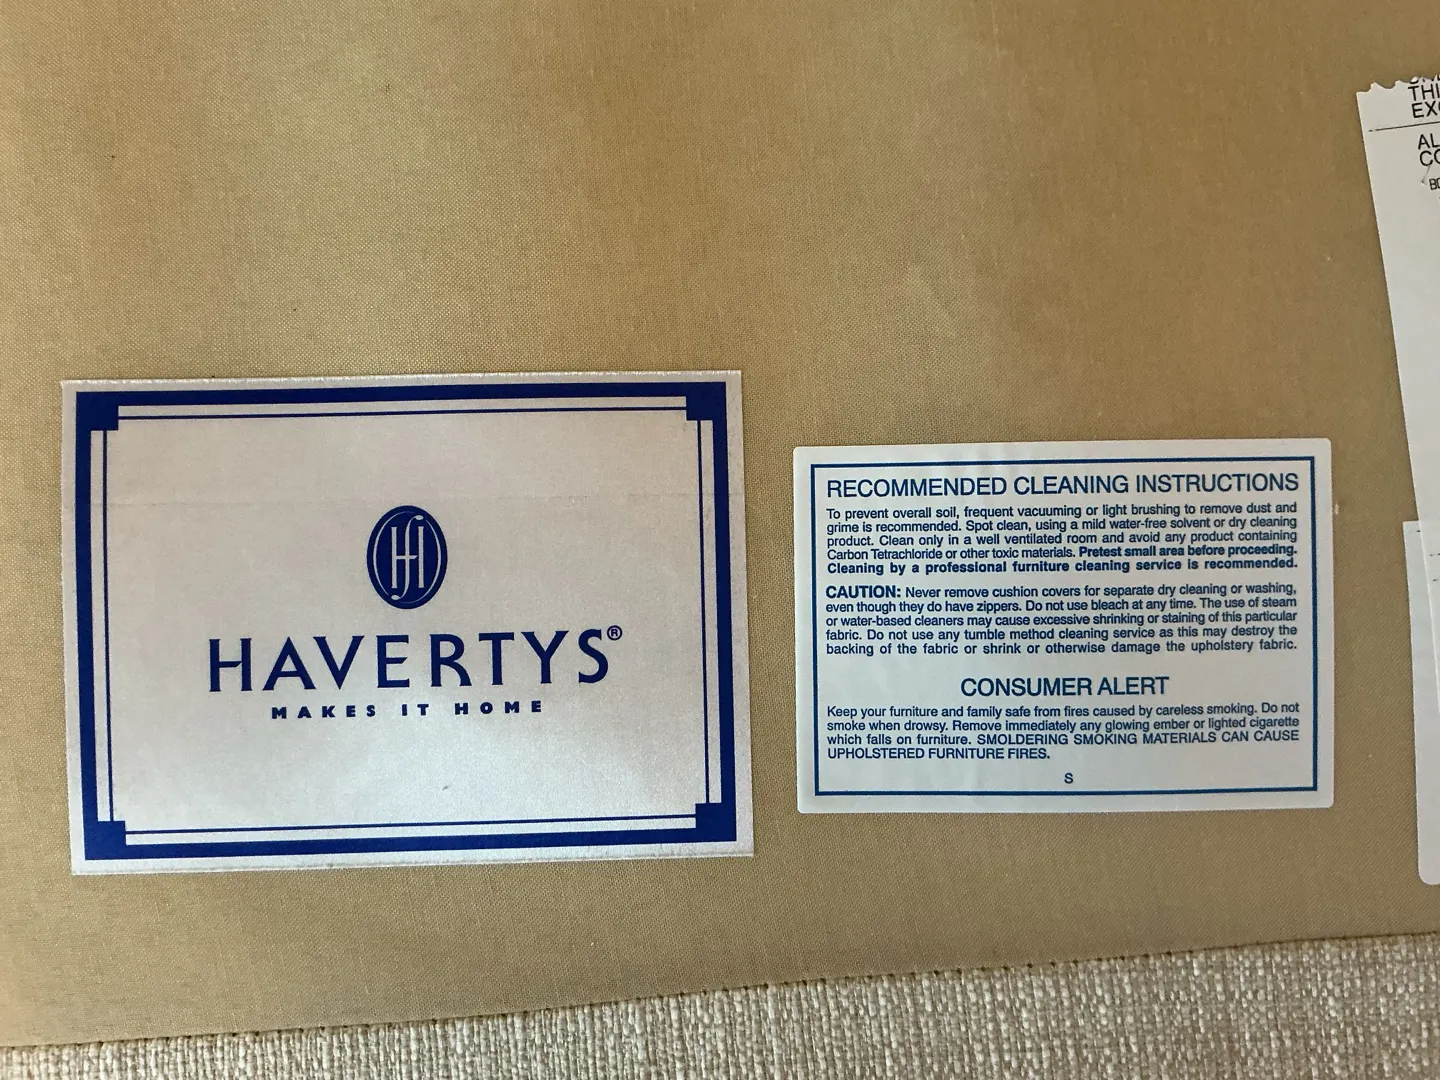 HAVERTYS®
MAKES IT HOME
RECOMMENDED CLEANING INSTRUCTIONS
To prevent overall soil, frequent vacuuming or light brushing to remove dust and
grime is recommended. Spot clean, using a mild water-free solvent or dry cleaning
product. Clean only in a well ventilated room and avoid any product containing
Carbon Tetrachloride or other toxic materials. Pretest small area before proceeding.
Cleaning by a professional furniture cleaning service is recommended.
CAUTION: Never remove cushion covers for separate dry cleaning or washing,
even though they do have zippers. Do not use bleach at any time. The use of steam
or water-based cleaners may cause excessive shrinking or staining of this particular
fabric. Do not use any tumble method cleaning service as this may destroy the
backing of the fabric or shrink or otherwise damage the upholstery fabric.
CONSUMER ALERT
Keep your furniture and family safe from fires caused by careless smoking. Do not
smoke when drowsy. Remove immediately any glowing ember or lighted cigarette
which falls on furniture. SMOLDERING SMOKING MATERIALS CAN CAUSE
UPHOLSTERED FURNITURE FIRES.
S
THI
EX
AL
CO